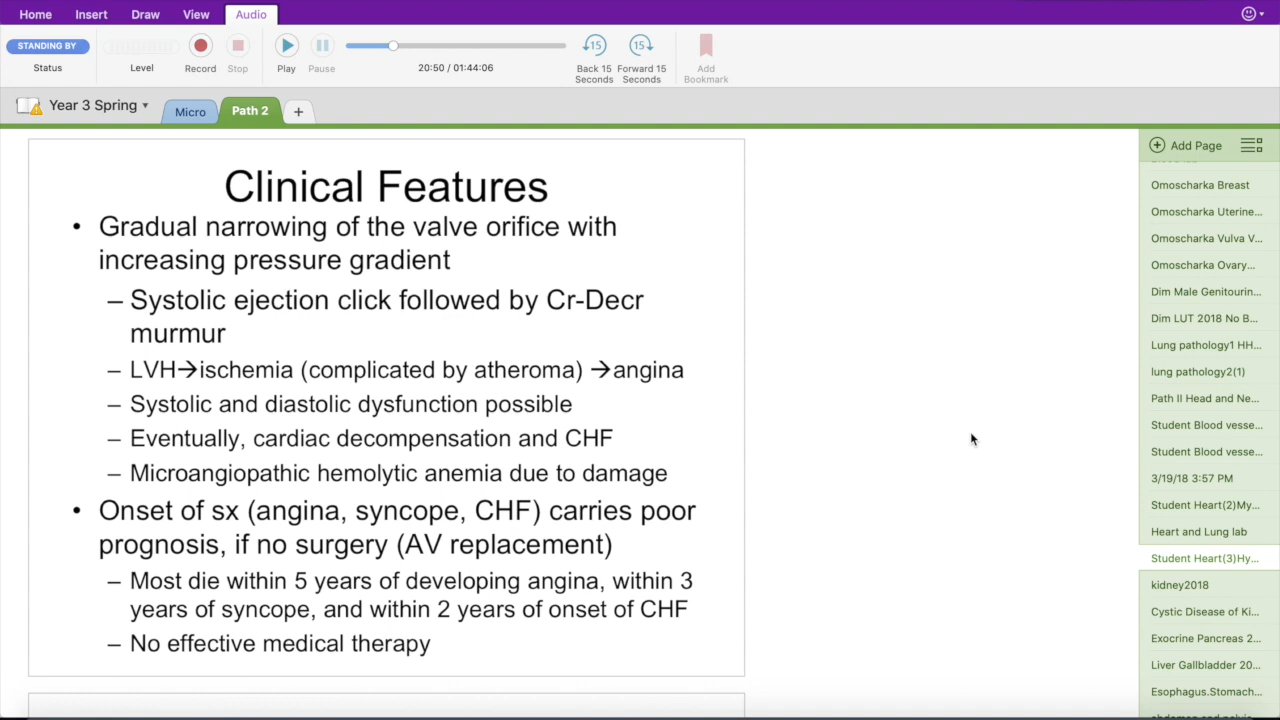 Home Insert Draw View Audio
STANDING BY
Status Level Record Stop Play Pause 20:50 / 01:44:06 15 Back 15 Seconds 15 Forward 15 Seconds Add Bookmark
Year 3 Spring Micro Path 2 +
Clinical Features
• Gradual narrowing of the valve orifice with
increasing pressure gradient
– Systolic ejection click followed by Cr-Decr
murmur
– LVH→ischemia (complicated by atheroma) →angina
– Systolic and diastolic dysfunction possible
– Eventually, cardiac decompensation and CHF
– Microangiopathic hemolytic anemia due to damage
• Onset of sx (angina, syncope, CHF) carries poor
prognosis, if no surgery (AV replacement)
– Most die within 5 years of developing angina, within 3
years of syncope, and within 2 years of onset of CHF
– No effective medical therapy
Add Page
Omoscharka Breast
Omoscharka Uterine...
Omoscharka Vulva V...
Omoscharka Ovary...
Dim Male Genitourin...
Dim LUT 2018 No B...
Lung pathology1 HH...
lung pathology2(1)
Path II Head and Ne...
Student Blood vesse...
Student Blood vesse...
3/19/18 3:57 PM
Student Heart(2)My...
Heart and Lung lab
Student Heart(3)Hy...
kidney2018
Cystic Disease of Ki...
Exocrine Pancreas 2...
Liver Gallbladder 20...
Esophagus.Stomach...